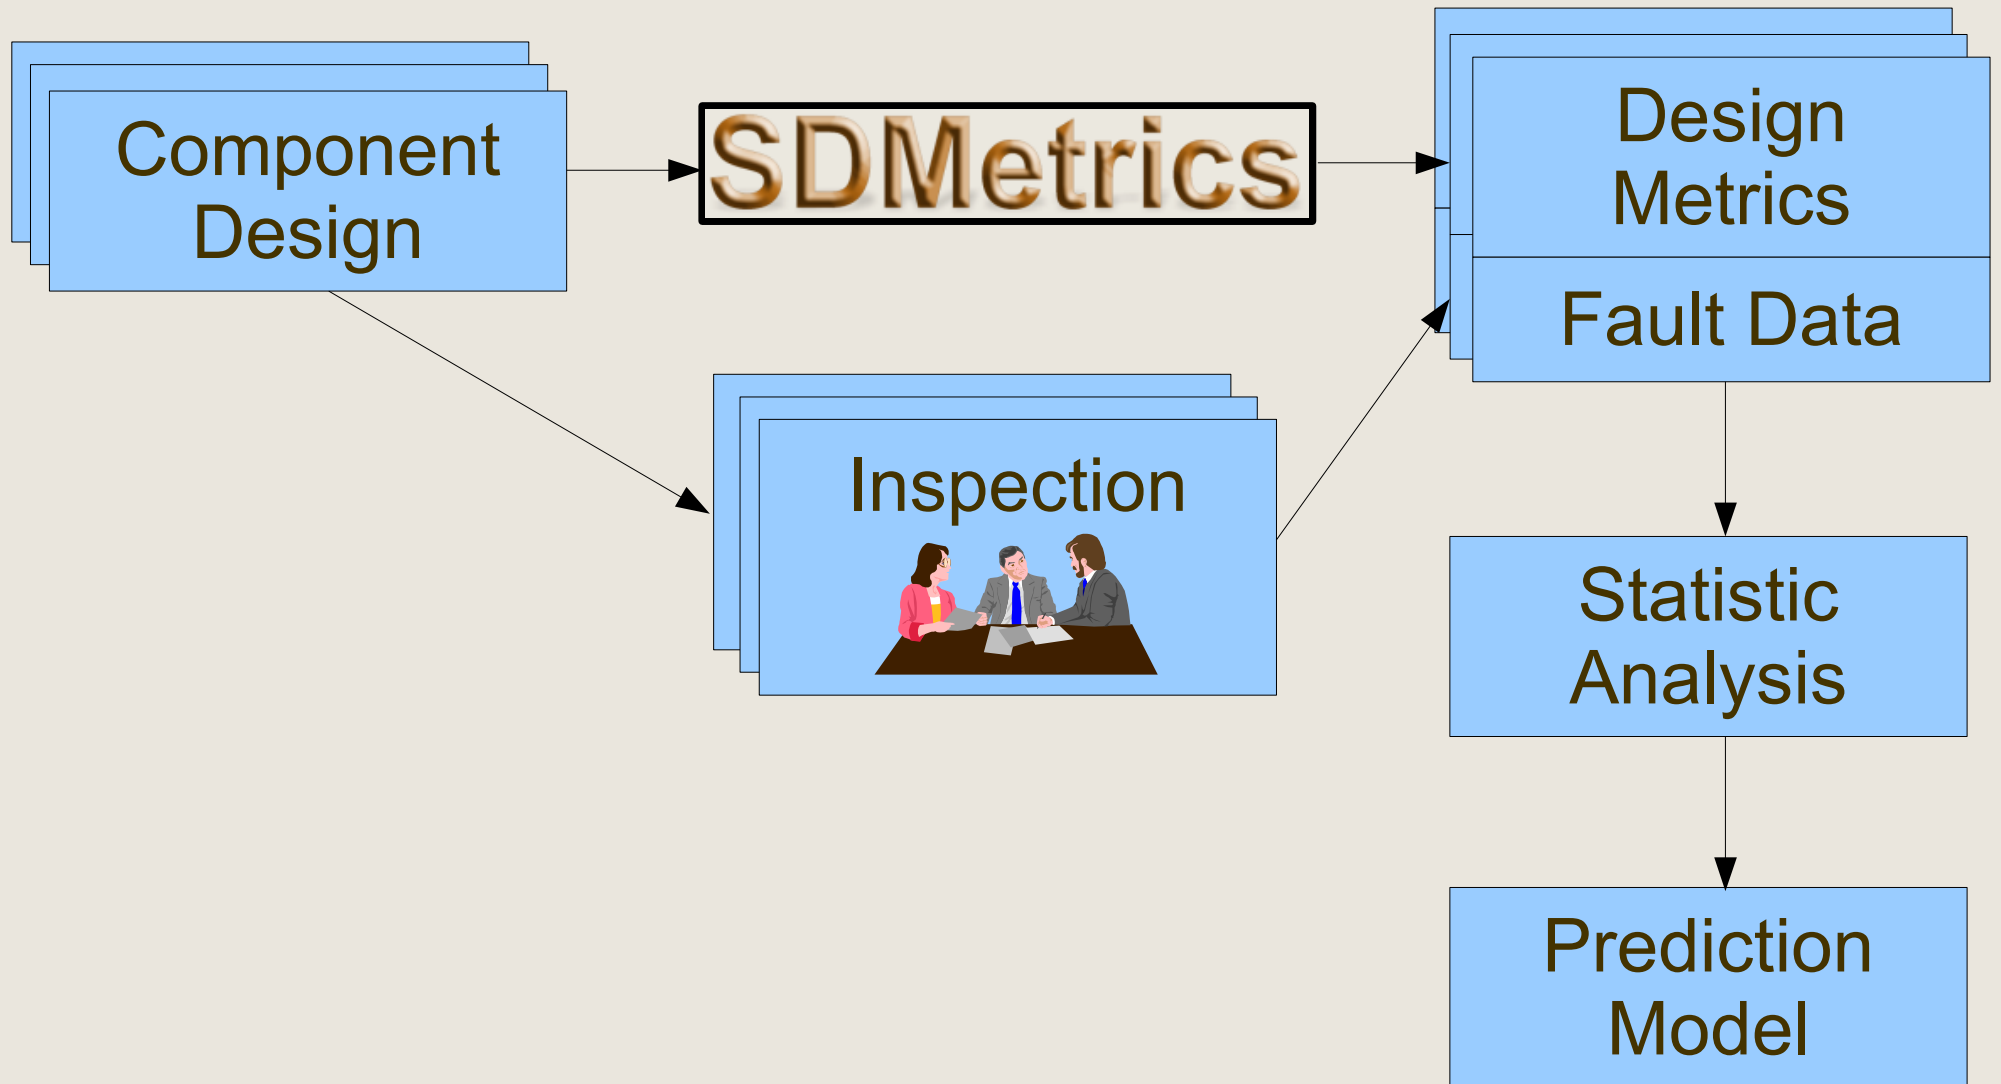 Component
Design
SDMetrics
Design
Metrics
Fault Data
Inspection
Statistic
Analysis
Prediction
Model